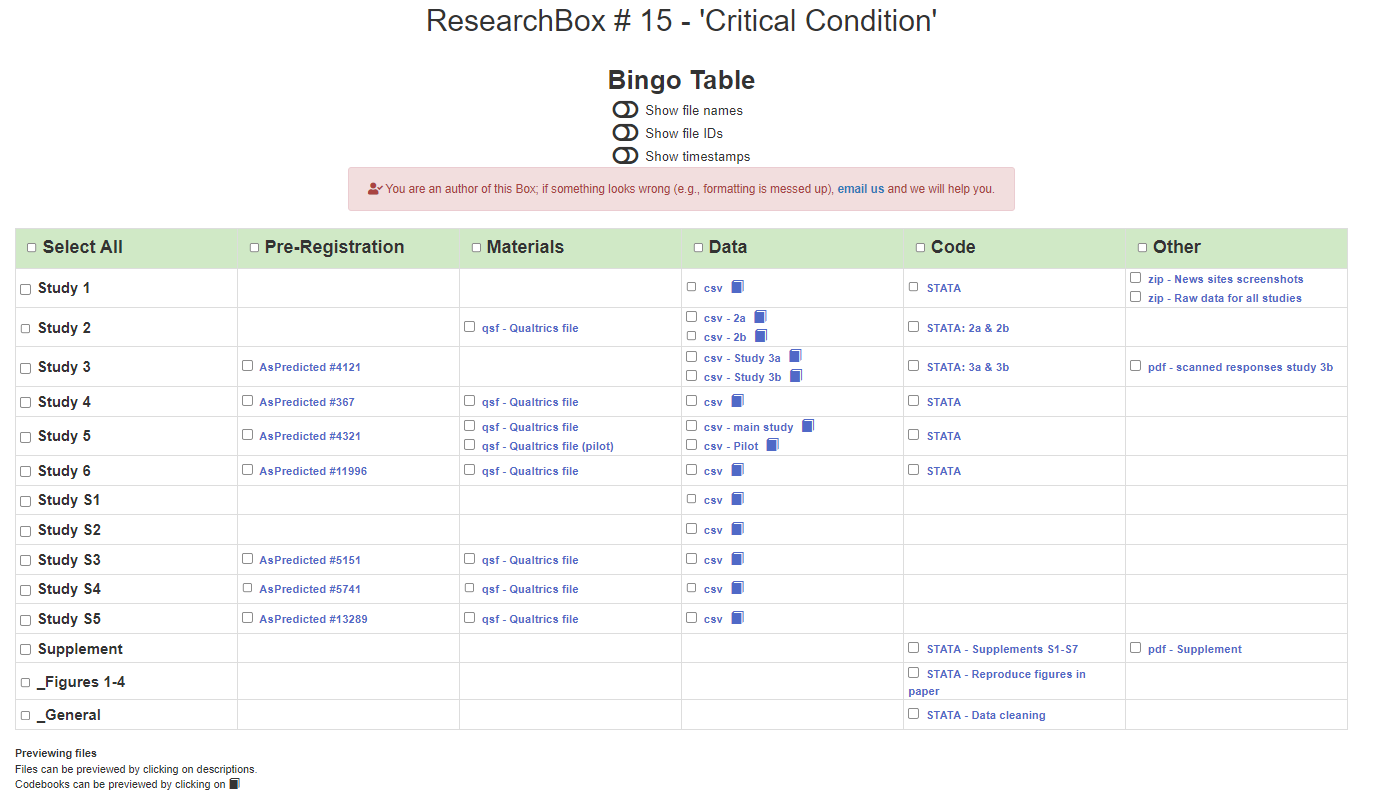 ResearchBox # 15 - 'Critical Condition'
Bingo Table
Show file names
Show file IDs
Show timestamps
You are an author of this Box; if something looks wrong (e.g., formatting is messed up), email us and we will help you.
Select All Pre-Registration Materials Data Code Other
Study 1 csv STATA zip - News sites screenshots
zip - Raw data for all studies
Study 2 qsf - Qualtrics file csv - 2a STATA: 2a & 2b
csv - 2b
Study 3 AsPredicted #4121 csv - Study 3a STATA: 3a & 3b pdf - scanned responses study 3b
csv - Study 3b
Study 4 AsPredicted #367 qsf - Qualtrics file csv STATA
Study 5 AsPredicted #4321 qsf - Qualtrics file csv - main study STATA
qsf - Qualtrics file (pilot) csv - Pilot
Study 6 AsPredicted #11996 qsf - Qualtrics file csv STATA
Study S1 csv
Study S2 csv
Study S3 AsPredicted #5151 qsf - Qualtrics file csv
Study S4 AsPredicted #5741 qsf - Qualtrics file csv
Study S5 AsPredicted #13289 qsf - Qualtrics file csv
Supplement STATA - Supplements S1-S7 pdf - Supplement
_Figures 1-4 STATA - Reproduce figures in
paper
_General STATA - Data cleaning
Previewing files
Files can be previewed by clicking on descriptions.
Codebooks can be previewed by clicking on